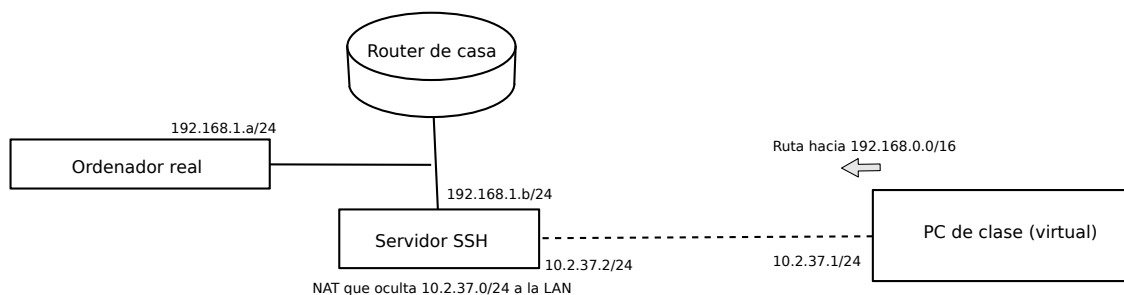 Router de casa
192.168.1.a/24
Ordenador real
Ruta hacia 192.168.0.0/16
192.168.1.b/24
Servidor SSH
PC de clase (virtual)
10.2.37.2/24
10.2.37.1/24
NAT que oculta 10.2.37.0/24 a la LAN